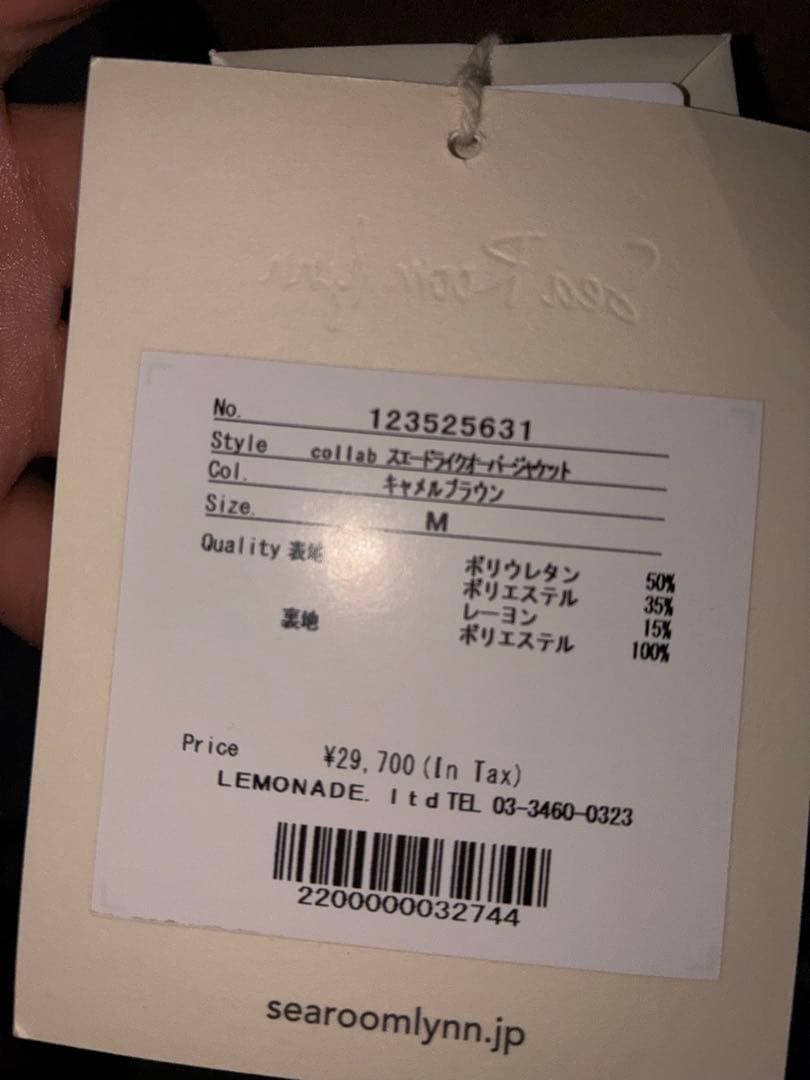 Sea Room lynn
No. 123525631
Style collab スエードライクオーバージャケット
Col. キャメルブラウン
Size. M
Quality 表地 ポリウレタン 50%
ポリエステル 35%
レーヨン 15%
裏地 ポリエステル 100%
Price ¥29,700(In Tax)
LEMONADE. ltd TEL 03-3460-0323
2200000032744
searoomlynn.jp